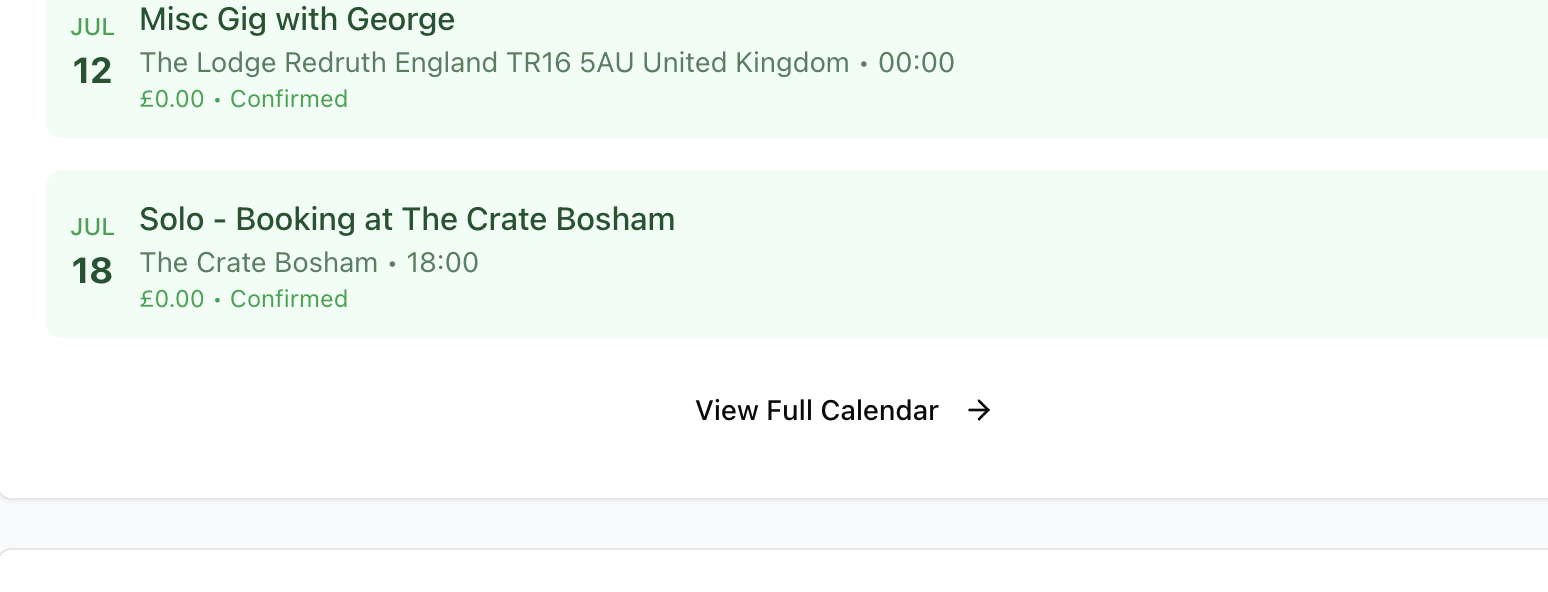 JUL
12
Misc Gig with George
The Lodge Redruth England TR16 5AU United Kingdom • 00:00
£0.00 • Confirmed
JUL
18
Solo - Booking at The Crate Bosham
The Crate Bosham • 18:00
£0.00 • Confirmed
View Full Calendar →